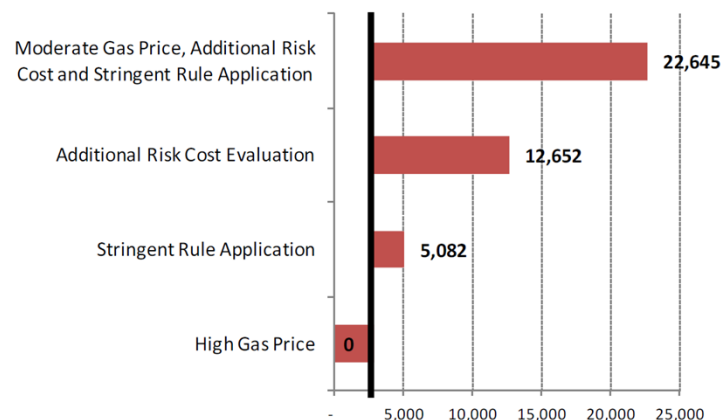 Moderate Gas Price, Additional Risk
Cost and Stringent Rule Application
22,645
Additional Risk Cost Evaluation
12,652
Stringent Rule Application
5,082
High Gas Price
0
- 5,000 10,000 15,000 20,000 25,000